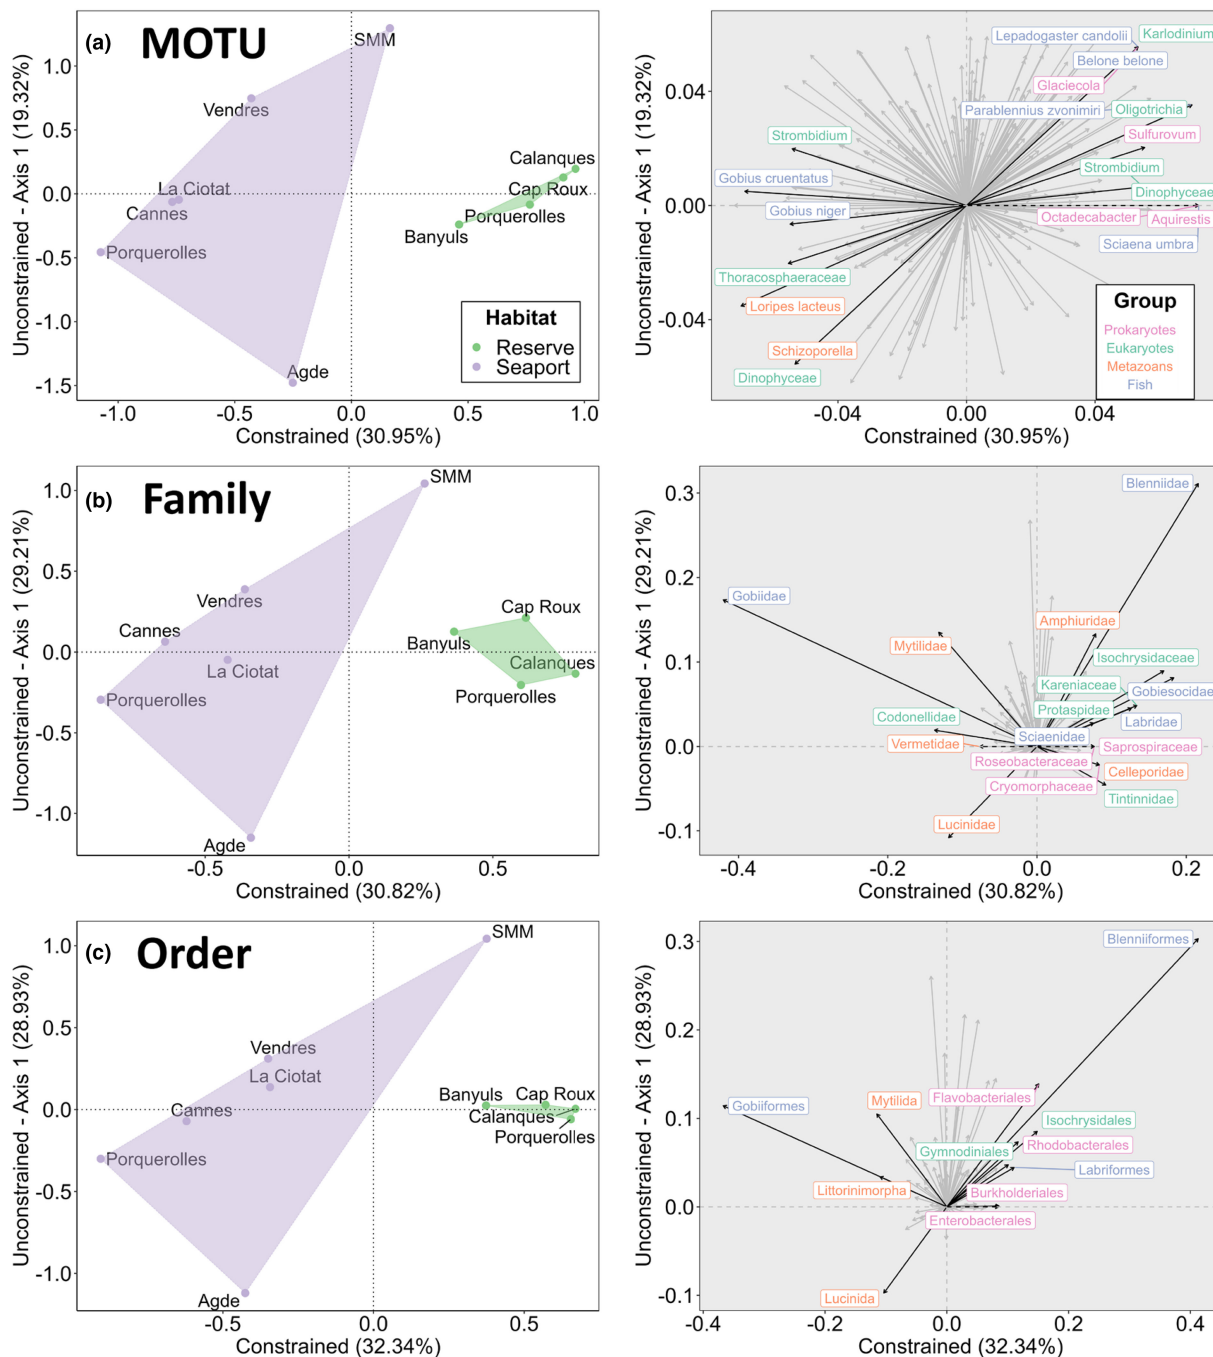 (a) MOTU
Unconstrained - Axis 1 (19.32%)
1.0
0.5
0.0
-0.5
-1.0
-1.5
SMM
Vendres
La Ciotat
Cannes
Porquerolles
Agde
Calanques
Cap Roux
Porquerolles
Banyuls
Habitat
Reserve
Seaport
-1.0 -0.5 0.0 0.5 1.0
Constrained (30.95%)
Unconstrained - Axis 1 (19.32%)
0.04
0.00
-0.04
Lepadogaster candolii
Karlodinium
Belone belone
Glaciecola
Parablennius zvonimiri
Oligotrichia
Strombidium
Sulfurovum
Strombidium
Gobius cruentatus
Dinophyceae
Gobius niger
Octadecabacter
Aquirestis
Sciaena umbra
Thoracosphaeraceae
Loripes lacteus
Schizoporella
Dinophyceae
Group
Prokaryotes
Eukaryotes
Metazoans
Fish
-0.04 0.00 0.04
Constrained (30.95%)
(b) Family
Unconstrained - Axis 1 (29.21%)
1.0
0.5
0.0
-0.5
-1.0
SMM
Vendres
Cannes
La Ciotat
Porquerolles
Agde
Cap Roux
Banyuls
Calanques
Porquerolles
-0.5 0.0 0.5
Constrained (30.82%)
Unconstrained - Axis 1 (29.21%)
0.3
0.2
0.1
0.0
-0.1
Blenniidae
Gobiidae
Amphiuridae
Mytilidae
Isochrysidaceae
Kareniaceae
Gobiesocidae
Protaspidae
Codonellidae
Labridae
Sciaenidae
Vermetidae
Saprospiraceae
Roseobacteraceae
Celleporidae
Cryomorphaceae
Tintinnidae
Lucinidae
-0.4 -0.2 0.0 0.2
Constrained (30.82%)
(c) Order
Unconstrained - Axis 1 (28.93%)
1.0
0.5
0.0
-0.5
-1.0
SMM
Vendres
La Ciotat
Cannes
Porquerolles
Agde
Banyuls
Cap Roux
Calanques
Porquerolles
-0.5 0.0 0.5
Constrained (32.34%)
Unconstrained - Axis 1 (28.93%)
0.3
0.2
0.1
0.0
-0.1
Blenniiformes
Flavobacteriales
Gobiiformes
Mytilida
Isochrysidales
Gymnodiniales
Rhodobacterales
Labriformes
Littorinimorpha
Burkholderiales
Enterobacterales
Lucinida
-0.4 -0.2 0.0 0.2 0.4
Constrained (32.34%)